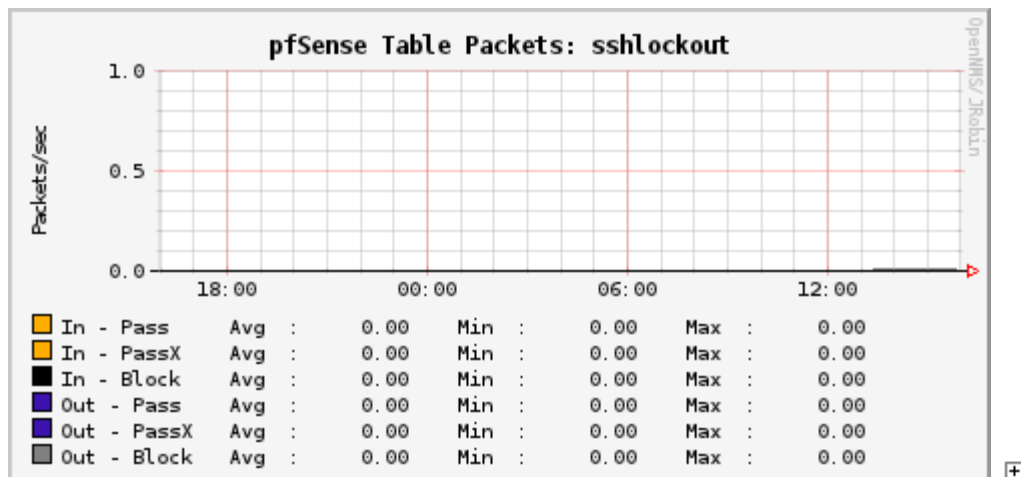 pfSense Table Packets: sshlockout
OpenNMS/JRobin
Packets/sec
1.0
0.5
0.0
18:00 00:00 06:00 12:00
In - Pass Avg : 0.00 Min : 0.00 Max : 0.00
In - PassX Avg : 0.00 Min : 0.00 Max : 0.00
In - Block Avg : 0.00 Min : 0.00 Max : 0.00
Out - Pass Avg : 0.00 Min : 0.00 Max : 0.00
Out - PassX Avg : 0.00 Min : 0.00 Max : 0.00
Out - Block Avg : 0.00 Min : 0.00 Max : 0.00